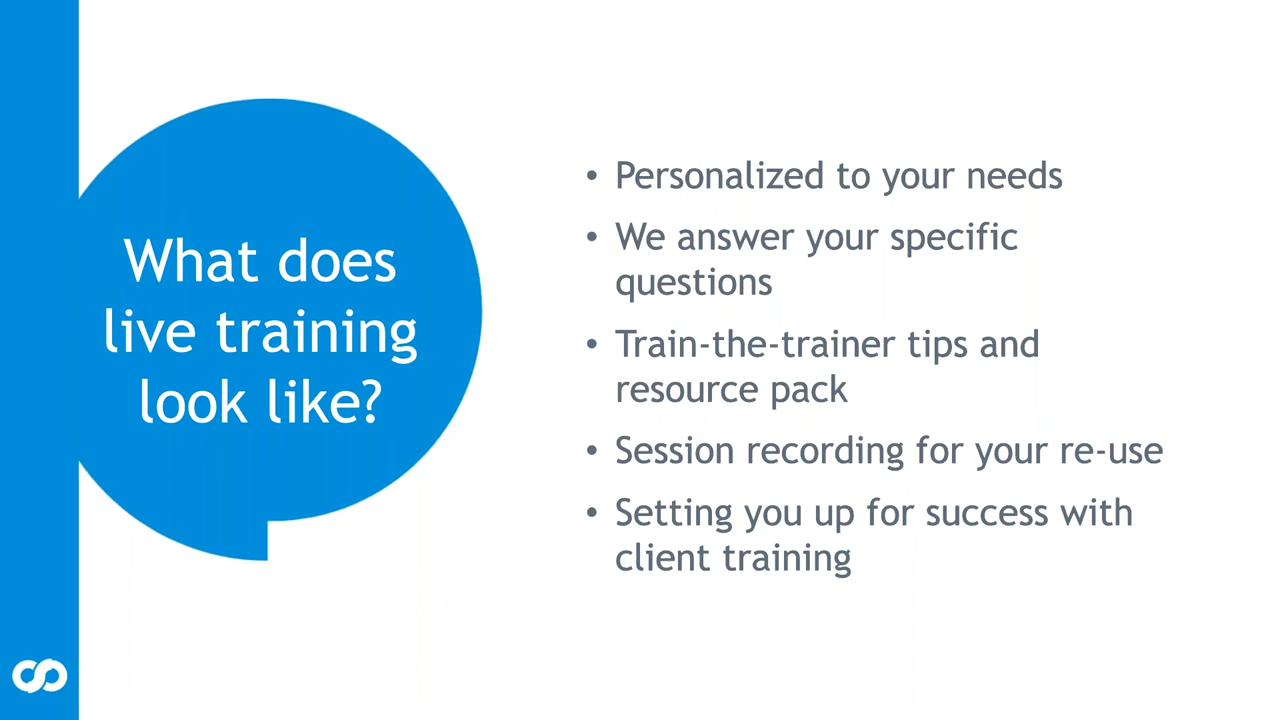 What does
live training
look like?
• Personalized to your needs
• We answer your specific
questions
• Train-the-trainer tips and
resource pack
• Session recording for your re-use
• Setting you up for success with
client training